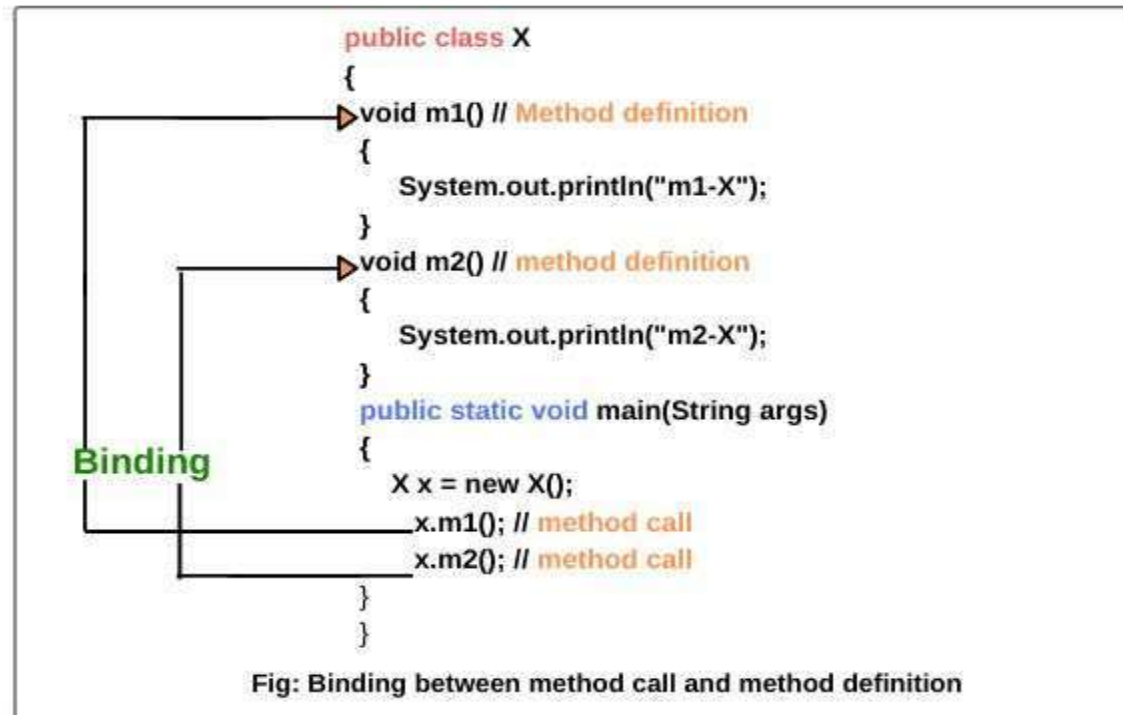 public class X
{
void m1() // Method definition
{
System.out.println("m1-X");
}
void m2() // method definition
{
System.out.println("m2-X");
}
public static void main(String args)
{
Binding
X x = new X();
x.m1(); // method call
x.m2(); // method call
}
}
Fig: Binding between method call and method definition